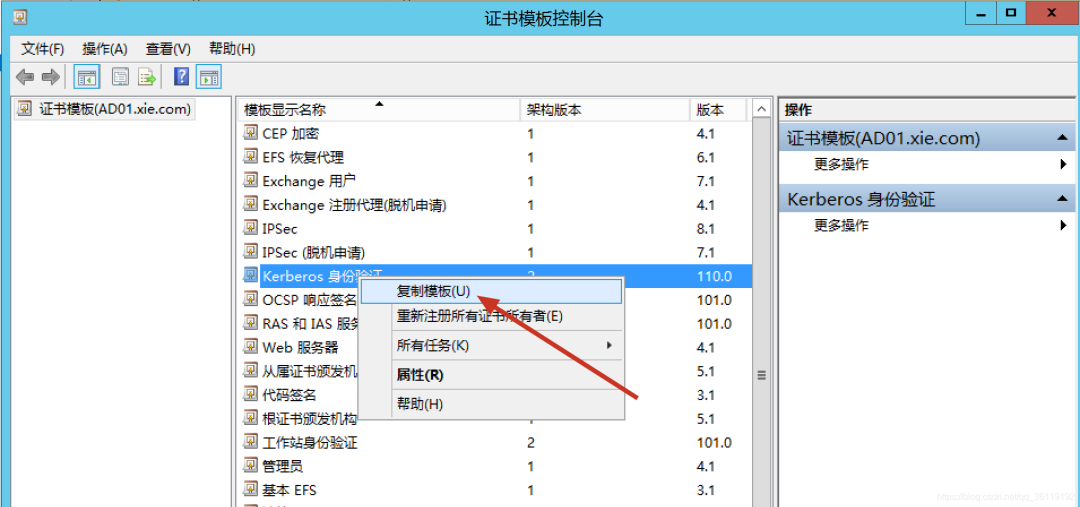 证书模板控制台
文件(F) 操作(A) 查看(V) 帮助(H)
证书模板(AD01.xie.com)
模板显示名称 架构版本 版本
CEP 加密 1 4.1
EFS 恢复代理 1 6.1
Exchange 用户 1 7.1
Exchange 注册代理(脱机申请) 1 4.1
IPSec 1 8.1
IPSec (脱机申请) 1 7.1
Kerberos 身份验证 2 110.0
OCSP 响应签名 101.0
RAS 和 IAS 服务 101.0
Web 服务器 4.1
从属证书颁发机 5.1
代码签名 3.1
根证书颁发机构 1 5.1
工作站身份验证 2 101.0
管理员 1 4.1
基本 EFS 1 3.1
复制模板(U)
重新注册所有证书所有者(E)
所有任务(K)
属性(R)
帮助(H)
操作
证书模板(AD01.xie.com)
更多操作
Kerberos 身份验证
更多操作
https://blog.csdn.net/qq_36119192